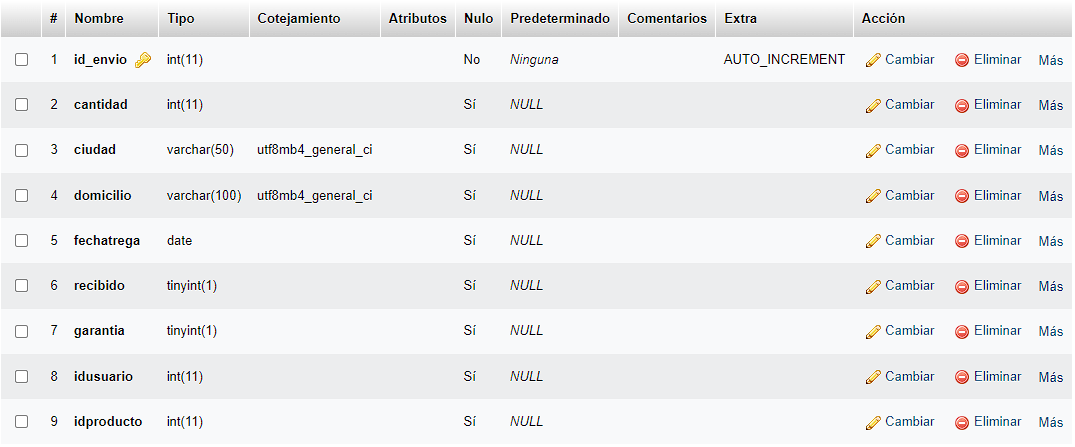 # Nombre Tipo Cotejamiento Atributos Nulo Predeterminado Comentarios Extra Acción
1 id_envio int(11) No Ninguna AUTO_INCREMENT Cambiar Eliminar Más
2 cantidad int(11) Sí NULL Cambiar Eliminar Más
3 ciudad varchar(50) utf8mb4_general_ci Sí NULL Cambiar Eliminar Más
4 domicilio varchar(100) utf8mb4_general_ci Sí NULL Cambiar Eliminar Más
5 fechatrega date Sí NULL Cambiar Eliminar Más
6 recibido tinyint(1) Sí NULL Cambiar Eliminar Más
7 garantia tinyint(1) Sí NULL Cambiar Eliminar Más
8 idusuario int(11) Sí NULL Cambiar Eliminar Más
9 idproducto int(11) Sí NULL Cambiar Eliminar Más